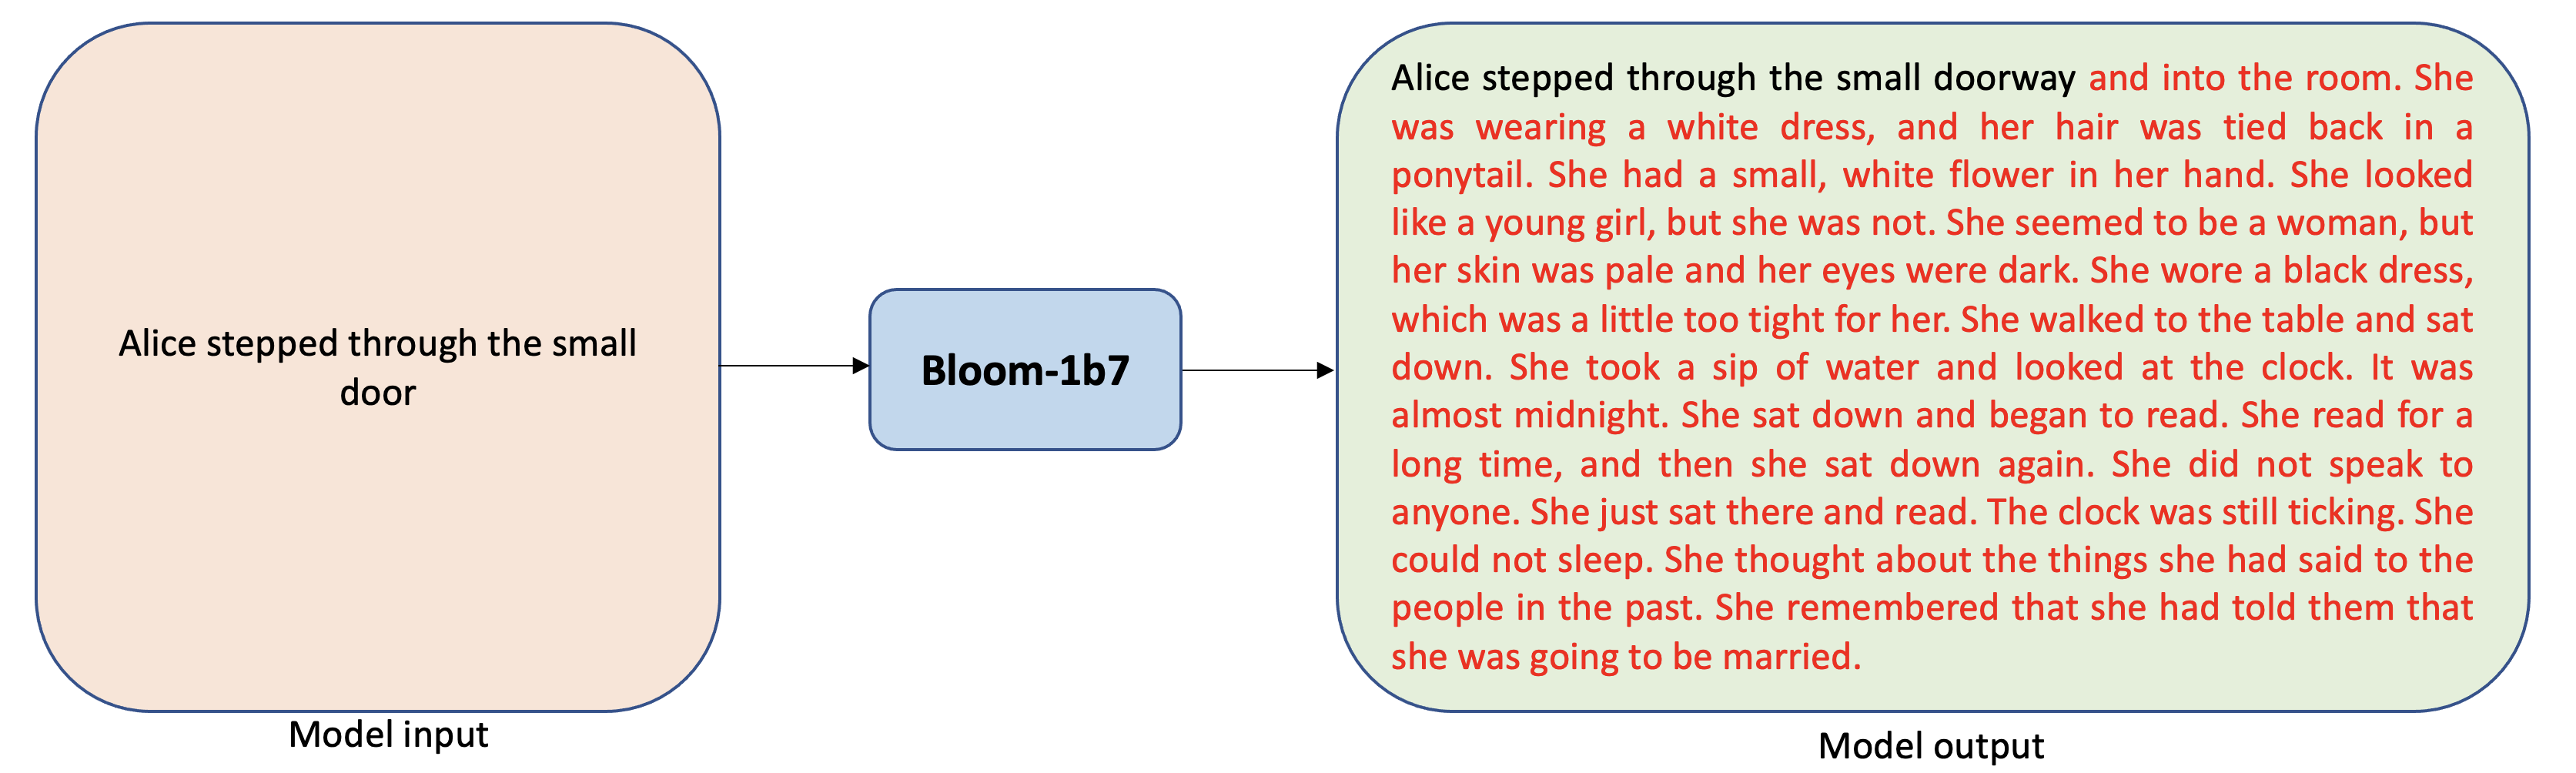 Alice stepped through the small
door
Model input
Bloom-1b7
Alice stepped through the small doorway and into the room. She
was wearing a white dress, and her hair was tied back in a
ponytail. She had a small, white flower in her hand. She looked
like a young girl, but she was not. She seemed to be a woman, but
her skin was pale and her eyes were dark. She wore a black dress,
which was a little too tight for her. She walked to the table and sat
down. She took a sip of water and looked at the clock. It was
almost midnight. She sat down and began to read. She read for a
long time, and then she sat down again. She did not speak to
anyone. She just sat there and read. The clock was still ticking. She
could not sleep. She thought about the things she had said to the
people in the past. She remembered that she had told them that
she was going to be married.
Model output